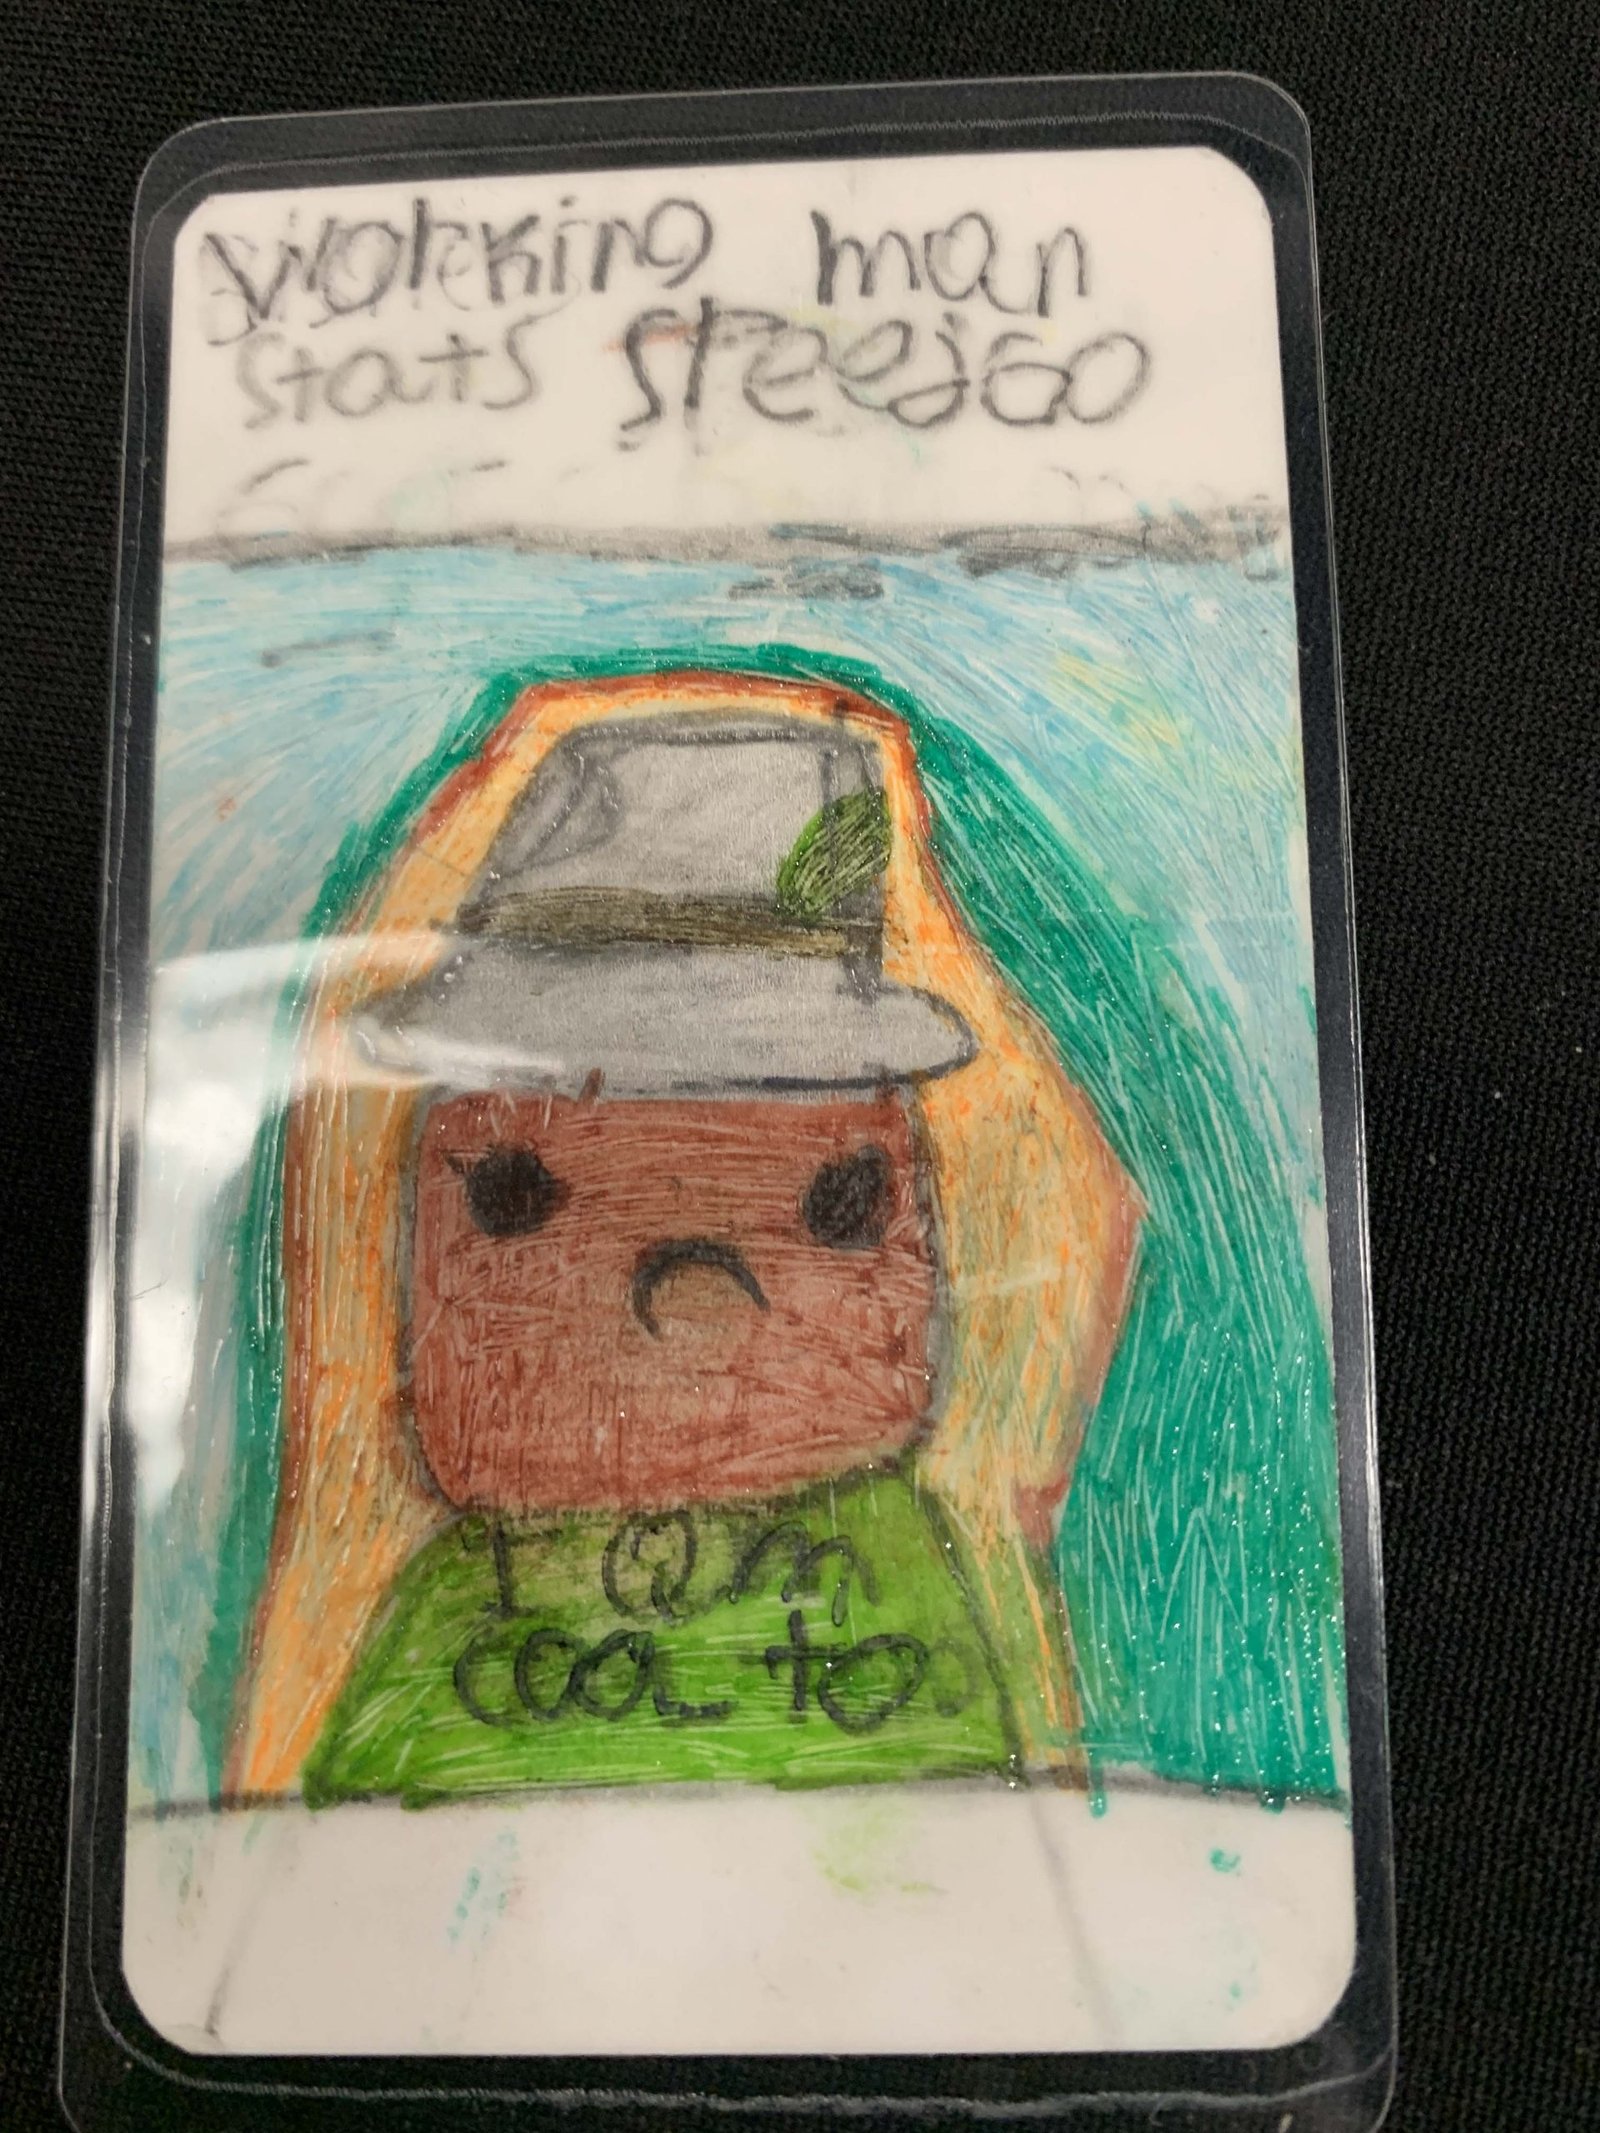 Working man
stats speed 60
I am
cool to